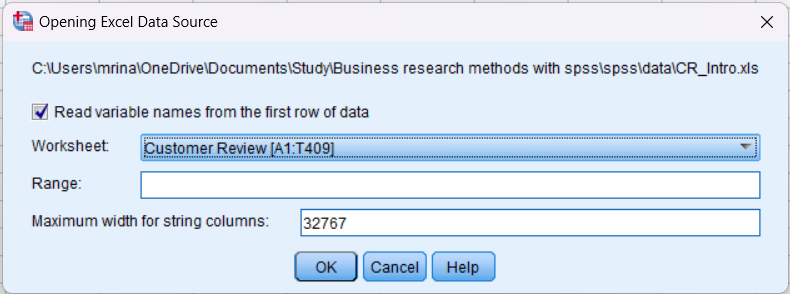 Opening Excel Data Source
C:\Users\mrina\OneDrive\Documents\Study\Business research methods with spss\spss\data\CR_Intro.xls
Read variable names from the first row of data
Worksheet: Customer Review [A1:T409]
Range:
Maximum width for string columns: 32767
OK Cancel Help